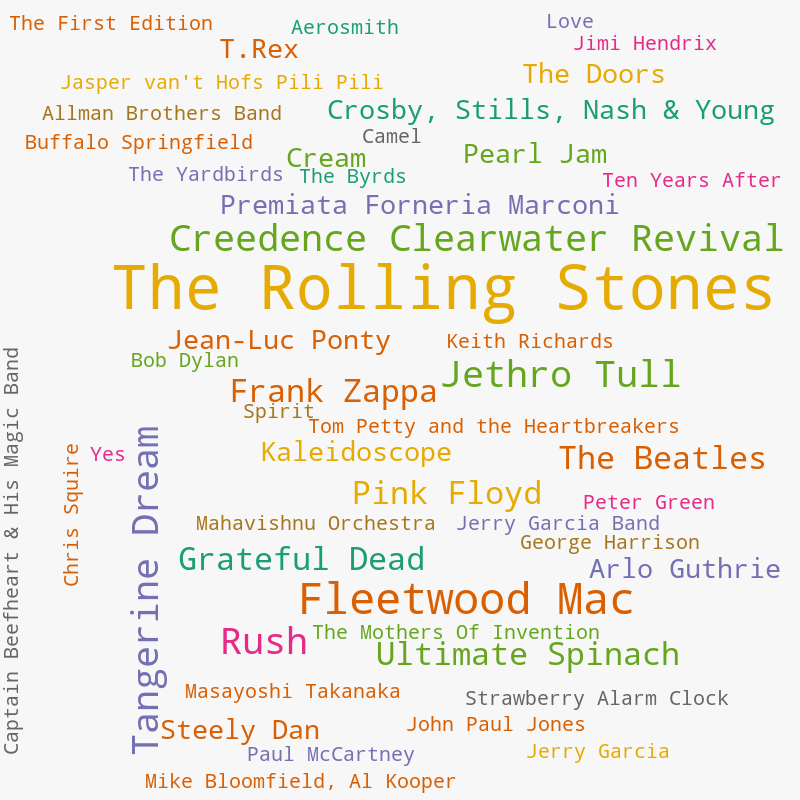 The First Edition
Aerosmith
Love
T.Rex
Jimi Hendrix
Jasper van't Hofs Pili Pili
The Doors
Allman Brothers Band
Crosby, Stills, Nash & Young
Buffalo Springfield
Camel
Cream
Pearl Jam
The Yardbirds
The Byrds
Ten Years After
Premiata Forneria Marconi
Creedence Clearwater Revival
The Rolling Stones
Jean-Luc Ponty
Keith Richards
Bob Dylan
Jethro Tull
Frank Zappa
Spirit
Tom Petty and the Heartbreakers
Yes
Kaleidoscope
The Beatles
Pink Floyd
Peter Green
Mahavishnu Orchestra
Jerry Garcia Band
George Harrison
Grateful Dead
Arlo Guthrie
Fleetwood Mac
Rush
The Mothers Of Invention
Ultimate Spinach
Masayoshi Takanaka
Strawberry Alarm Clock
Steely Dan
John Paul Jones
Paul McCartney
Jerry Garcia
Mike Bloomfield, Al Kooper
Captain Beefheart & His Magic Band
Chris Squire
Tangerine Dream